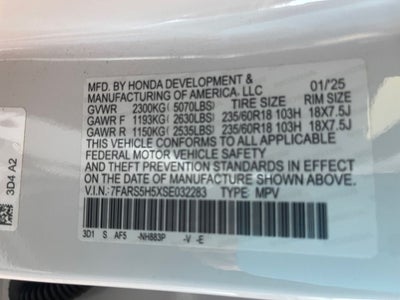 MFD. BY HONDA DEVELOPMENT & 01/'25
MANUFACTURING OF AMERICA, LLC
GVWR 2300KG( 5070LBS) TIRE SIZE RIM SIZE
GAWR F 1193KG( 2630LBS) 235/60R18 103H 18X7.5J
GAWR R 1150KG( 2535LBS) 235/60R18 103H 18X7.5J
THIS VEHICLE CONFORMS TO ALL APPLICABLE
FEDERAL MOTOR VEHICLE SAFETY AND
THEFT PREVENTION STANDARDS IN EFFECT
ON THE DATE OF MANUFACTURE SHOWN ABOVE.
V.I.N: 7FARS5H5XSE032283 TYPE: MPV
3D1 S AF5 -NH883P -V -E
3D4 A2